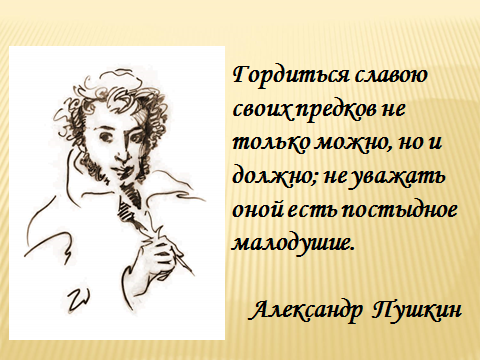 Гордиться славою
своих предков не
только можно, но и
должно; не уважать
оной есть постыдное
малодушие.
Александр Пушкин